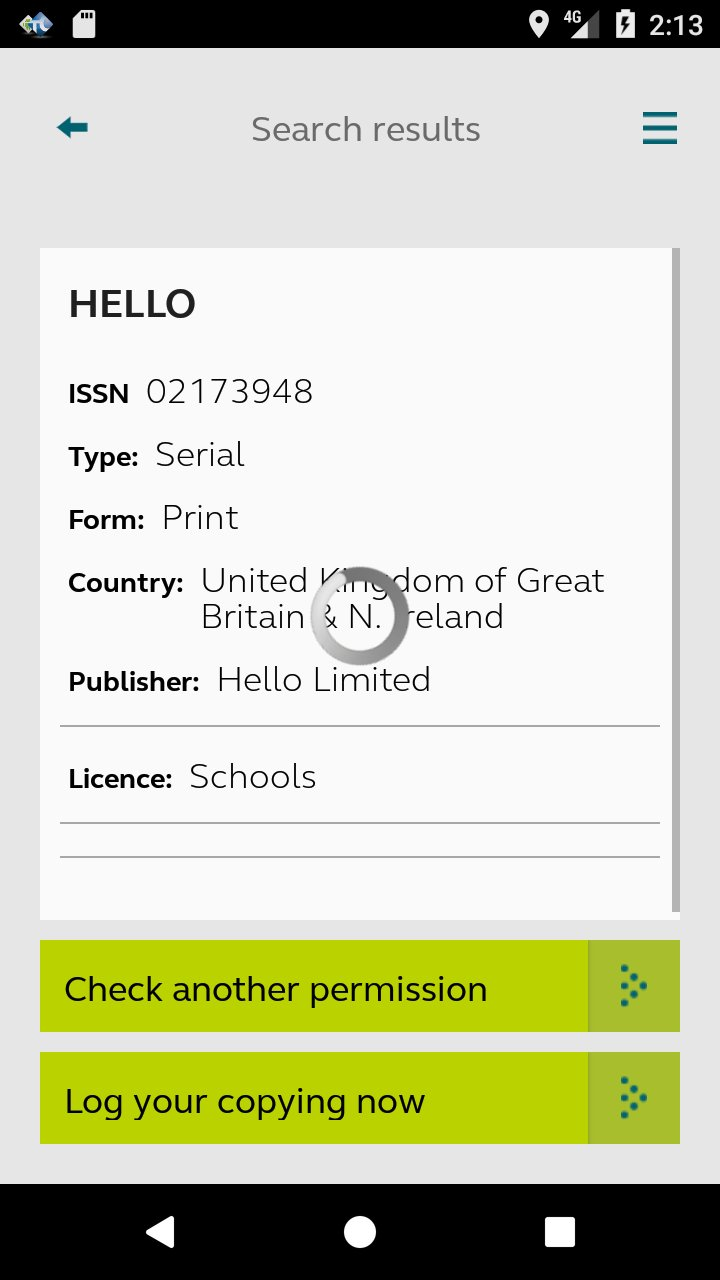 4G 2:13
Search results
HELLO
ISSN 02173948
Type: Serial
Form: Print
Country: United Kingdom of Great
Britain & N. Ireland
Publisher: Hello Limited
Licence: Schools
Check another permission
Log your copying now